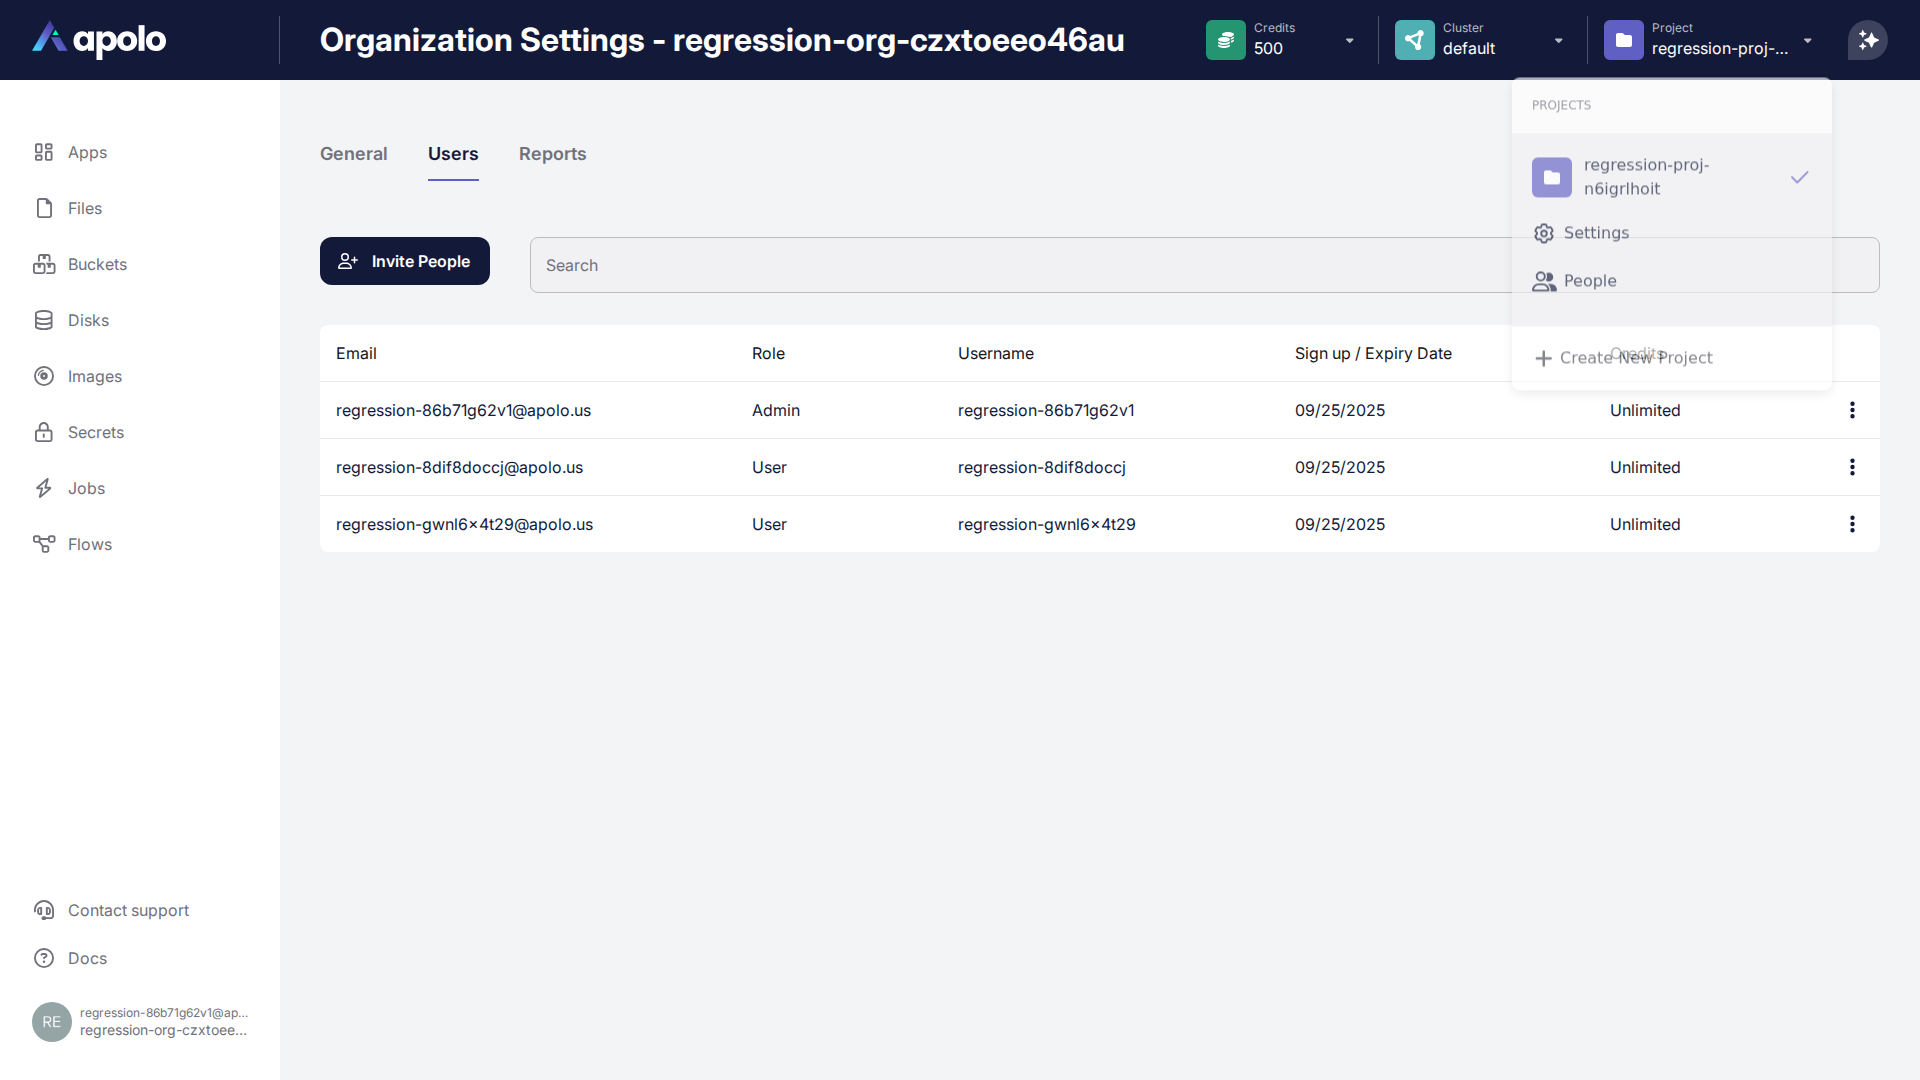 apolo
Organization Settings - regression-org-czxtoeeo46au
Credits
500
Cluster
default
Project
regression-proj-...
PROJECTS
regression-proj-
n6igrlhoit
Settings
People
Create New Project
Apps
Files
Buckets
Disks
Images
Secrets
Jobs
Flows
General Users Reports
Invite People
Search
Email Role Username Sign up / Expiry Date Credits
regression-86b71g62v1@apolo.us Admin regression-86b71g62v1 09/25/2025 Unlimited
regression-8dif8doccj@apolo.us User regression-8dif8doccj 09/25/2025 Unlimited
regression-gwnl6×4t29@apolo.us User regression-gwnl6×4t29 09/25/2025 Unlimited
Contact support
Docs
RE
regression-86b71g62v1@ap...
regression-org-czxtoee...